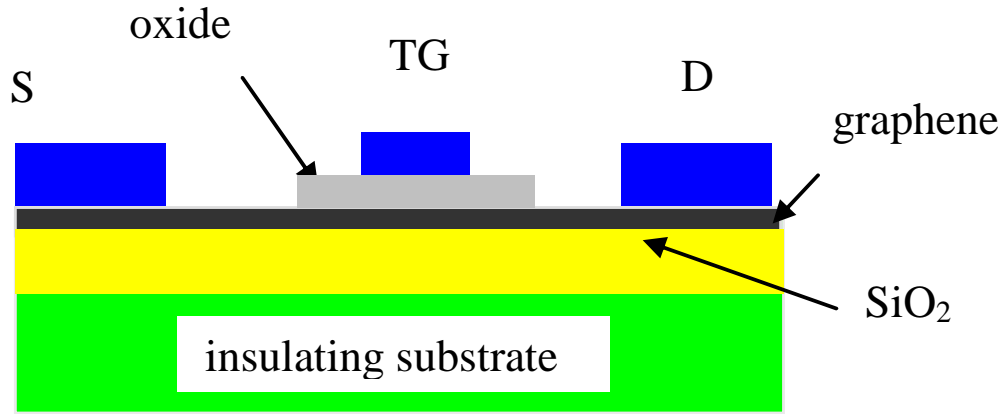 oxide
TG
S
D
graphene
SiO₂
insulating substrate